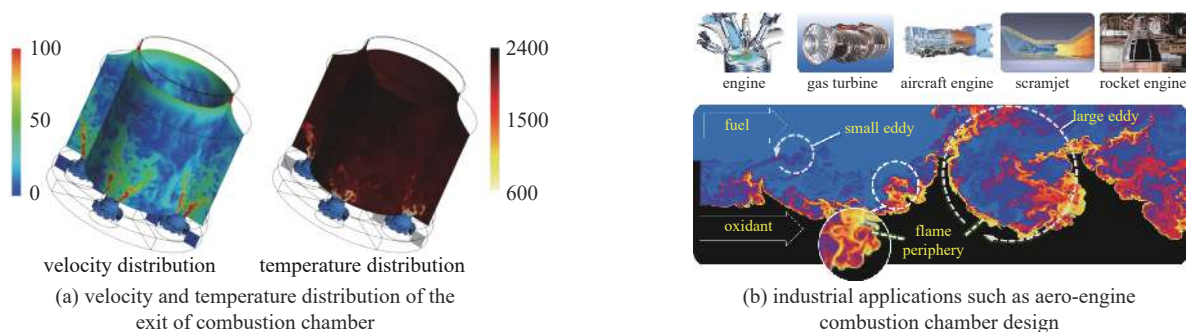 100
50
0
2400
1500
600
velocity distribution
temperature distribution
(a) velocity and temperature distribution of the
exit of combustion chamber
engine
gas turbine
aircraft engine
scramjet
rocket engine
fuel
small eddy
large eddy
oxidant
flame
periphery
(b) industrial applications such as aero-engine
combustion chamber design